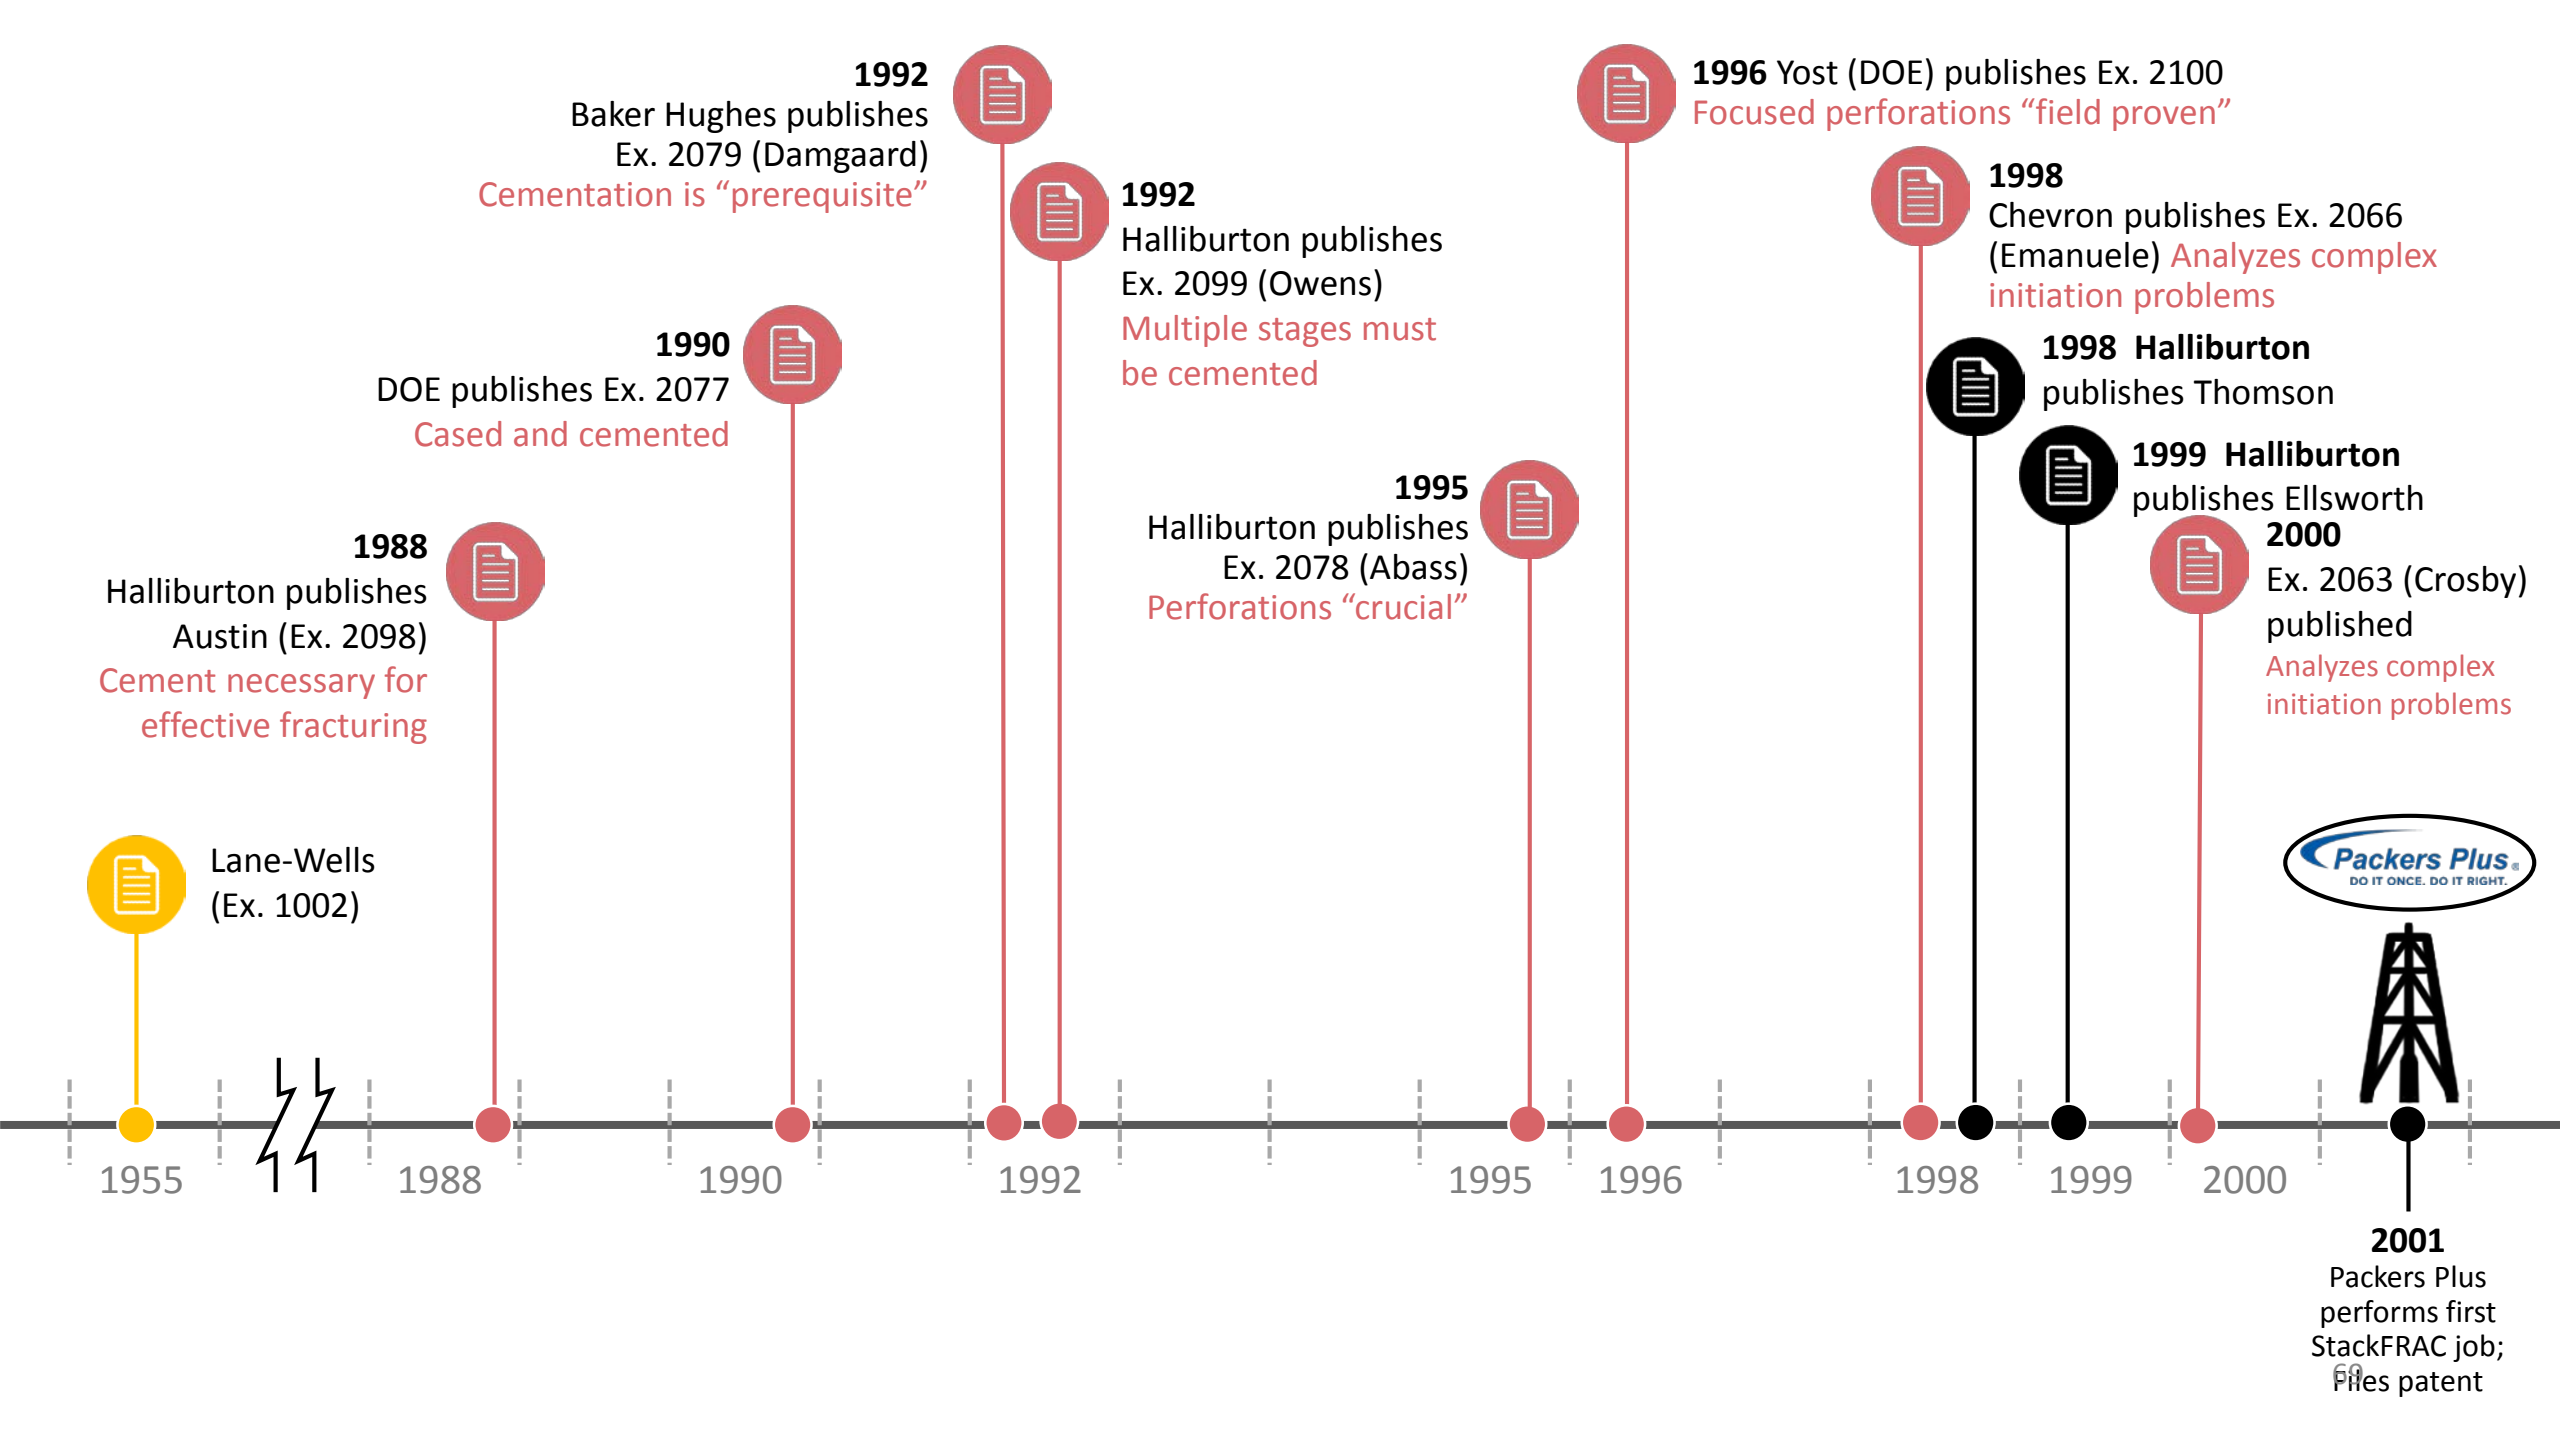 1992
Baker Hughes publishes
Ex. 2079 (Damgaard)
Cementation is “prerequisite”
1992
Halliburton publishes
Ex. 2099 (Owens)
Multiple stages must
be cemented
1996 Yost (DOE) publishes Ex. 2100
Focused perforations “field proven”
1998
Chevron publishes Ex. 2066
(Emanuele) Analyzes complex
initiation problems
1990
DOE publishes Ex. 2077
Cased and cemented
1998 Halliburton
publishes Thomson
1999 Halliburton
publishes Ellsworth
1995
Halliburton publishes
Ex. 2078 (Abass)
Perforations “crucial”
2000
Ex. 2063 (Crosby)
published
Analyzes complex
initiation problems
1988
Halliburton publishes
Austin (Ex. 2098)
Cement necessary for
effective fracturing
Lane-Wells
(Ex. 1002)
Packers Plus®
DO IT ONCE. DO IT RIGHT.
1955
1988
1990
1992
1995
1996
1998
1999
2000
2001
Packers Plus
performs first
StackFRAC job;
Files patent
69